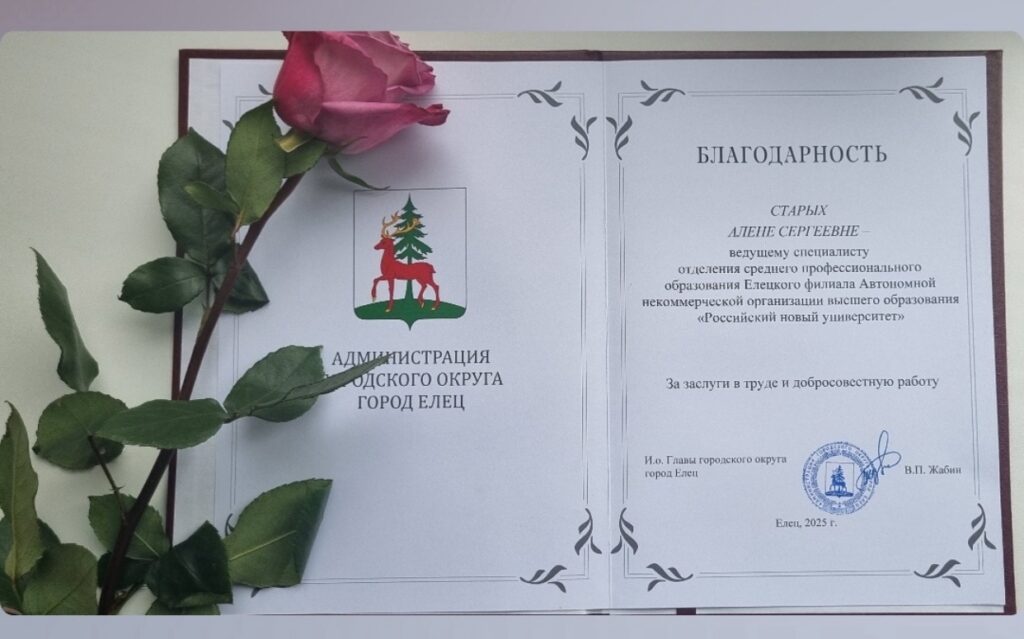 АДМИНИСТРАЦИЯ
ОДСКОГО ОКРУГА
ГОРОД ЕЛЕЦ
БЛАГОДАРНОСТЬ
СТАРЫХ
АЛЕНЕ СЕРГЕЕВНЕ –
ведущему специалисту
отделения среднего профессионального
образования Елецкого филиала Автономной
некоммерческой организации высшего образования
«Российский новый университет»
За заслуги в труде и добросовестную работу
И.о. Главы городского округа
город Елец
В.П. Жабин
Елец, 2025 г.